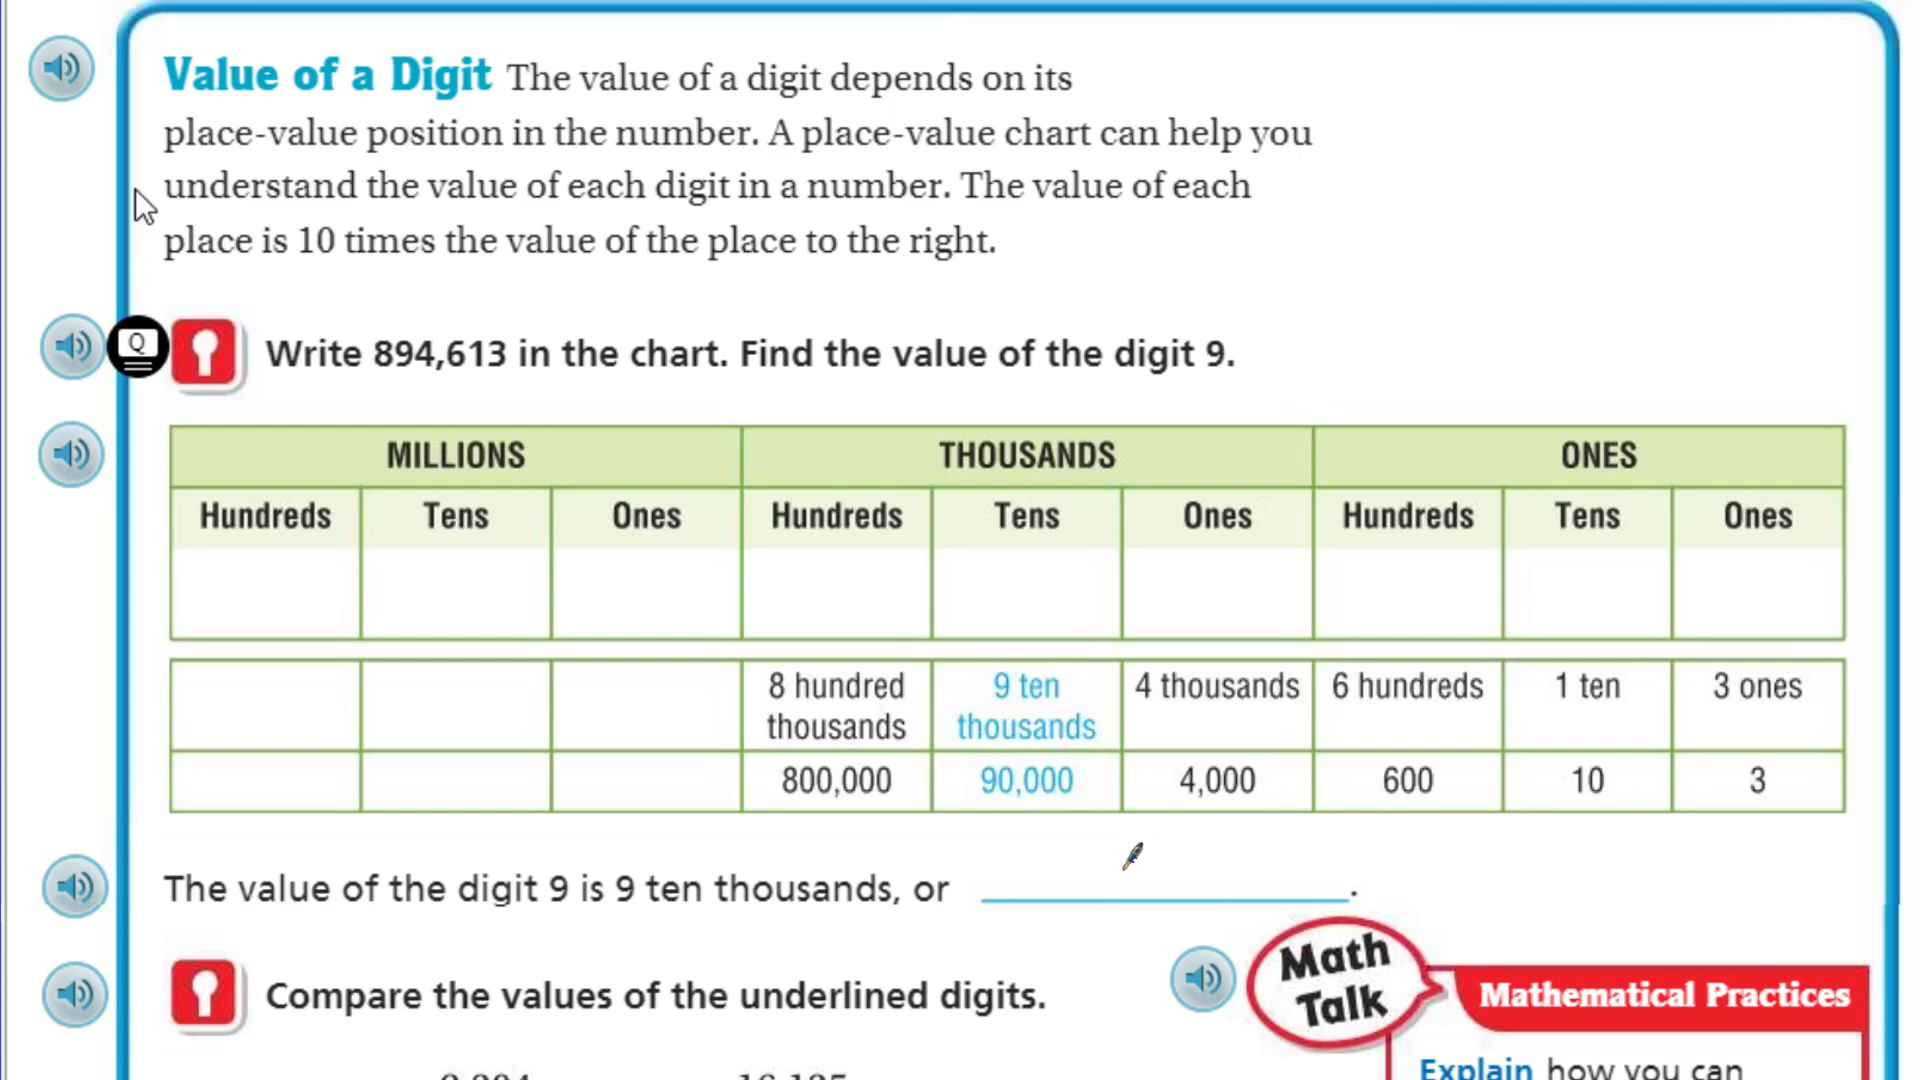 Value of a Digit The value of a digit depends on its
place-value position in the number. A place-value chart can help you
understand the value of each digit in a number. The value of each
place is 10 times the value of the place to the right.
Q
Write 894,613 in the chart. Find the value of the digit 9.
MILLIONS THOUSANDS ONES
Hundreds Tens Ones Hundreds Tens Ones Hundreds Tens Ones
8 hundred 9 ten 4 thousands 6 hundreds 1 ten 3 ones
thousands thousands
800,000 90,000 4,000 600 10 3
The value of the digit 9 is 9 ten thousands, or ____________.
Compare the values of the underlined digits.
Math
Talk
Mathematical Practices
Explain how you can